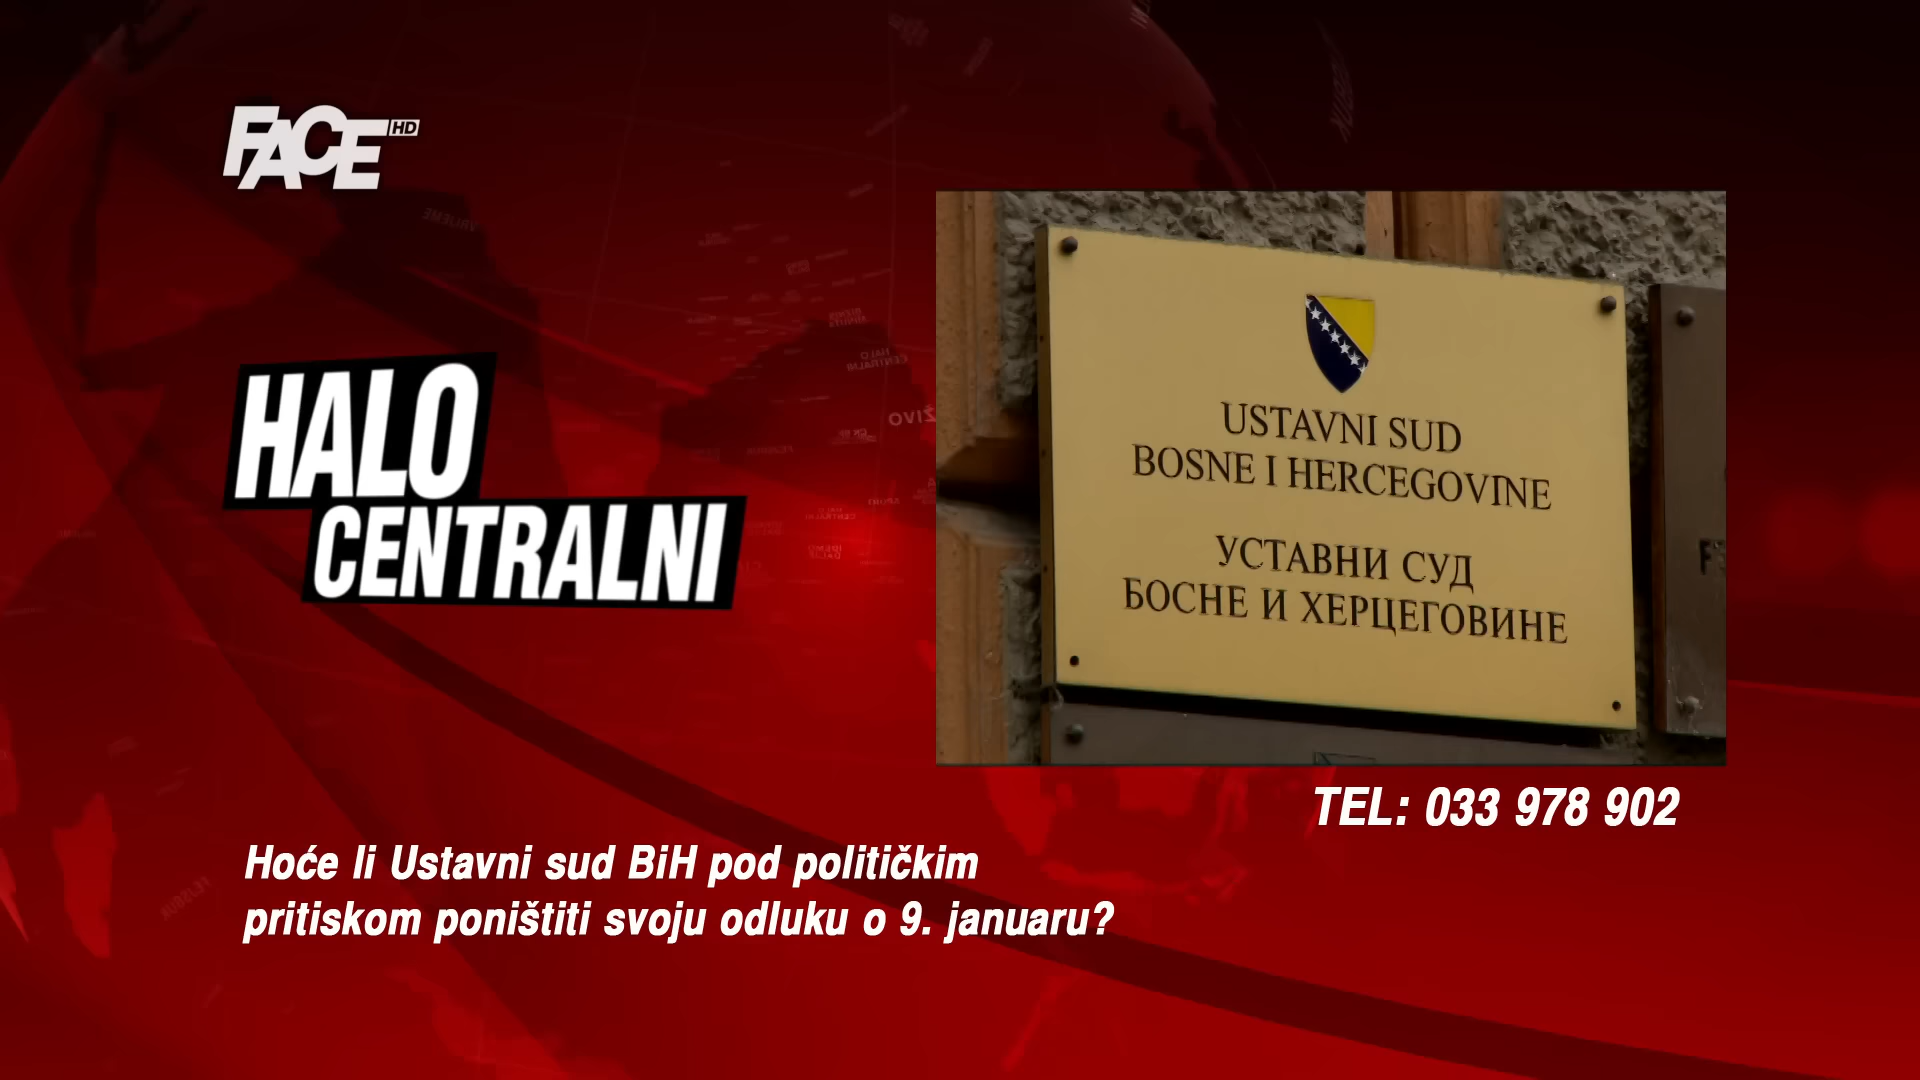 FACE HD
HALO
CENTRALNI
USTAVNI SUD
BOSNE I HERCEGOVINE
УСТАВНИ СУД
БОСНЕ И ХЕРЦЕГОВИНЕ
TEL: 033 978 902
Hoće li Ustavni sud BiH pod političkim
pritiskom poništiti svoju odluku o 9. januaru?